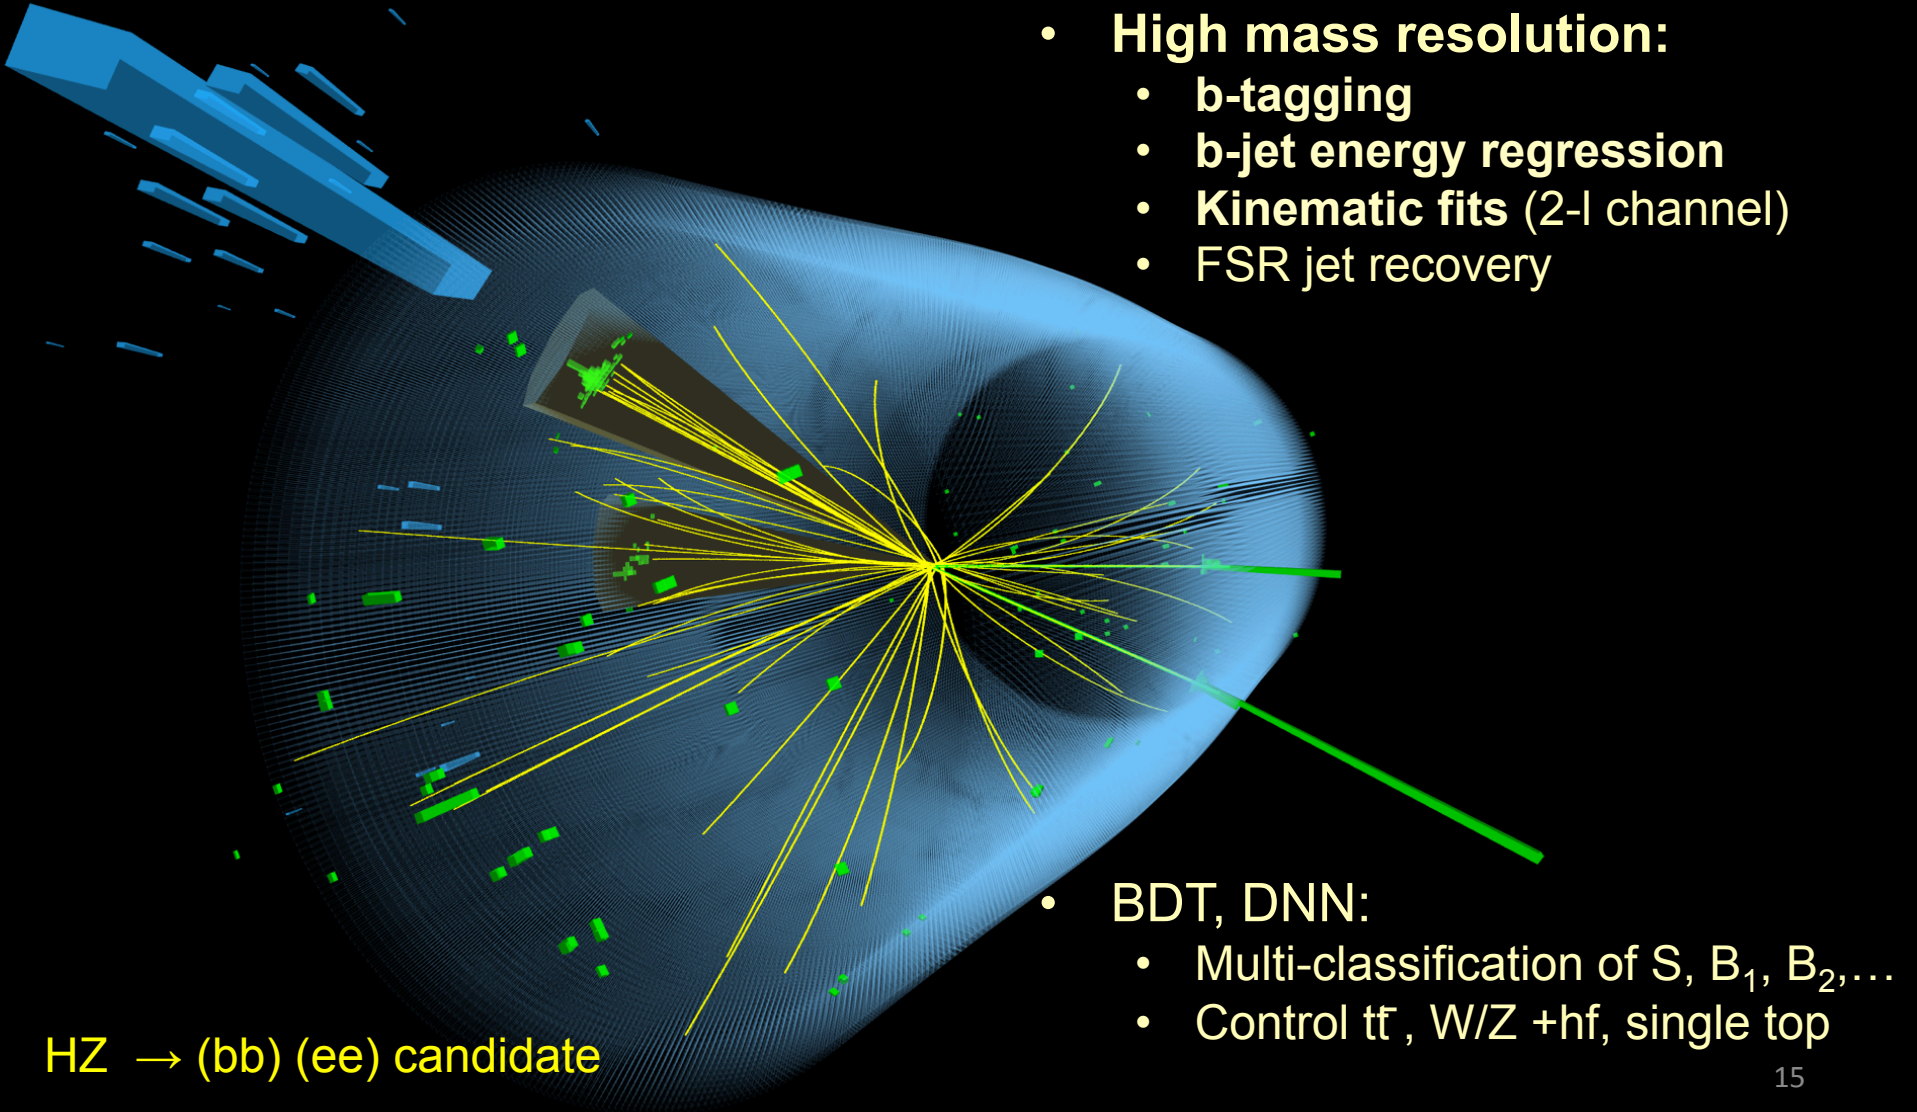 • High mass resolution:
• b-tagging
• b-jet energy regression
• Kinematic fits (2-l channel)
• FSR jet recovery
• BDT, DNN:
• Multi-classification of S, B₁, B₂,…
• Control tt̄ , W/Z +hf, single top
HZ → (bb) (ee) candidate
15